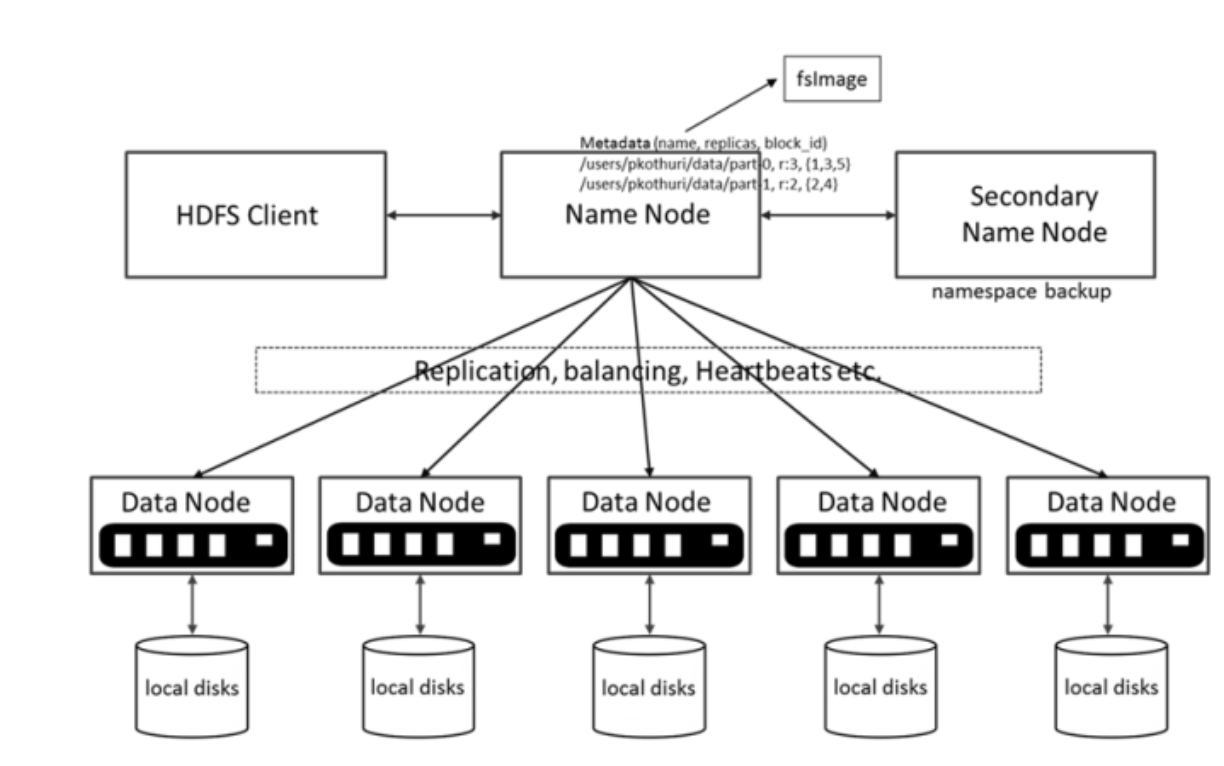 fsImage
Metadata (name, replicas, block_id)
/users/pkothuri/data/part-0, r:3, {1,3,5}
/users/pkothuri/data/part-1, r:2, {2,4}
HDFS Client
Name Node
Secondary
Name Node
namespace backup
Replication, balancing, Heartbeats etc.
Data Node
Data Node
Data Node
Data Node
Data Node
local disks
local disks
local disks
local disks
local disks